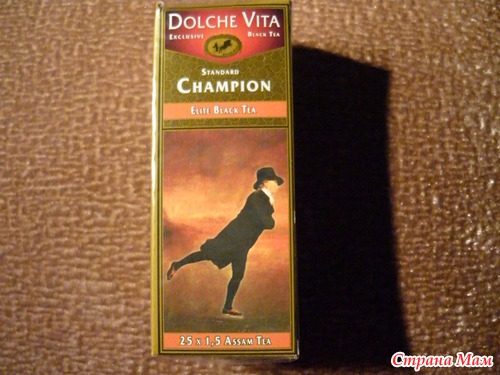 DOLCHE VITA
EXCLUSIVE BLACK TEA
STANDARD
CHAMPION
ELITE BLACK TEA
25 x 1,5 ASSAM TEA
Страна Мам